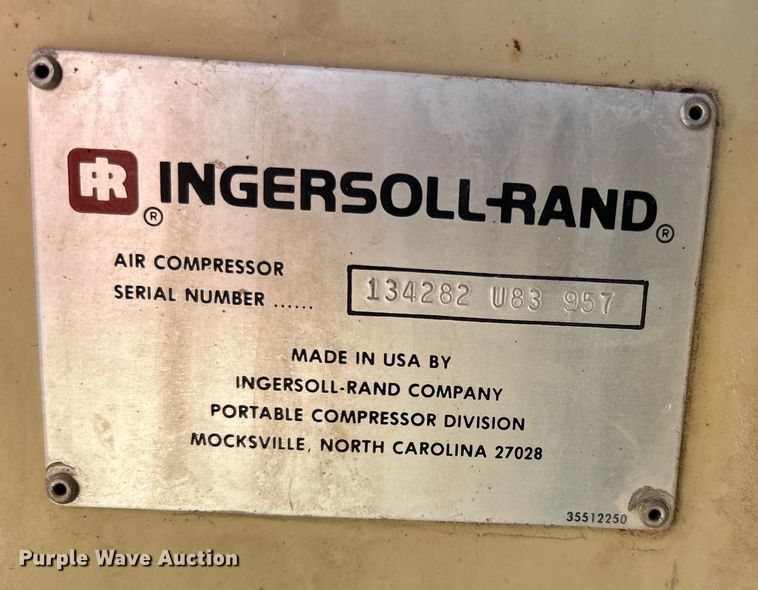 IR® INGERSOLL-RAND®
AIR COMPRESSOR
SERIAL NUMBER ...... 134282 U83 957
MADE IN USA BY
INGERSOLL-RAND COMPANY
PORTABLE COMPRESSOR DIVISION
MOCKSVILLE, NORTH CAROLINA 27028
35512250
Purple Wave Auction